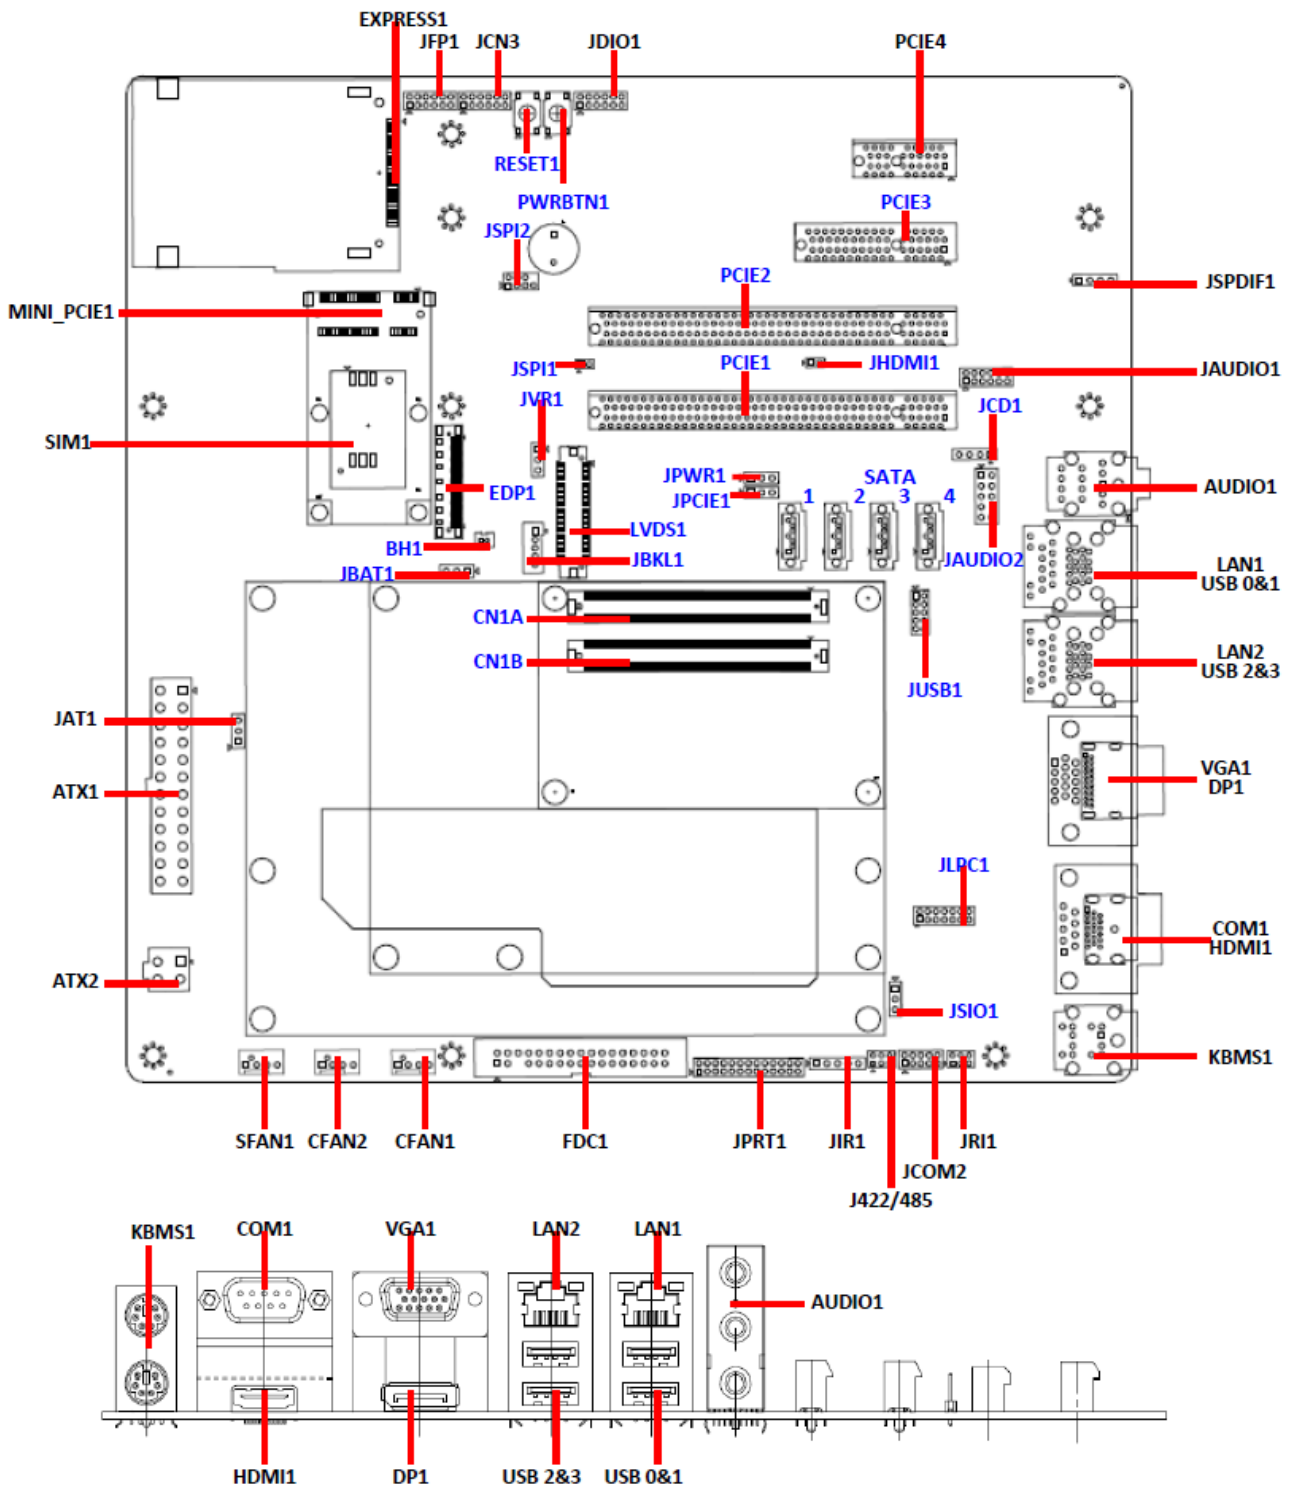 EXPRESS1
JFP1
JCN3
JDIO1
PCIE4
RESET1
PWRBTN1
PCIE3
JSPI2
PCIE2
JSPDIF1
MINI_PCIE1
JSPI1
PCIE1
JHDMI1
JAUDIO1
JVR1
JCD1
SIM1
JPWR1
SATA
EDP1
JPCIE1
1
2
3
4
AUDIO1
LVDS1
BH1
JBKL1
JAUDIO2
LAN1
USB 0&1
JBAT1
CN1A
CN1B
LAN2
USB 2&3
JUSB1
JAT1
VGA1
DP1
ATX1
JLPC1
COM1
HDMI1
ATX2
JSIO1
KBMS1
SFAN1
CFAN2
CFAN1
FDC1
JPRT1
JIR1
JRI1
JCOM2
J422/485
KBMS1
COM1
VGA1
LAN2
LAN1
AUDIO1
HDMI1
DP1
USB 2&3
USB 0&1